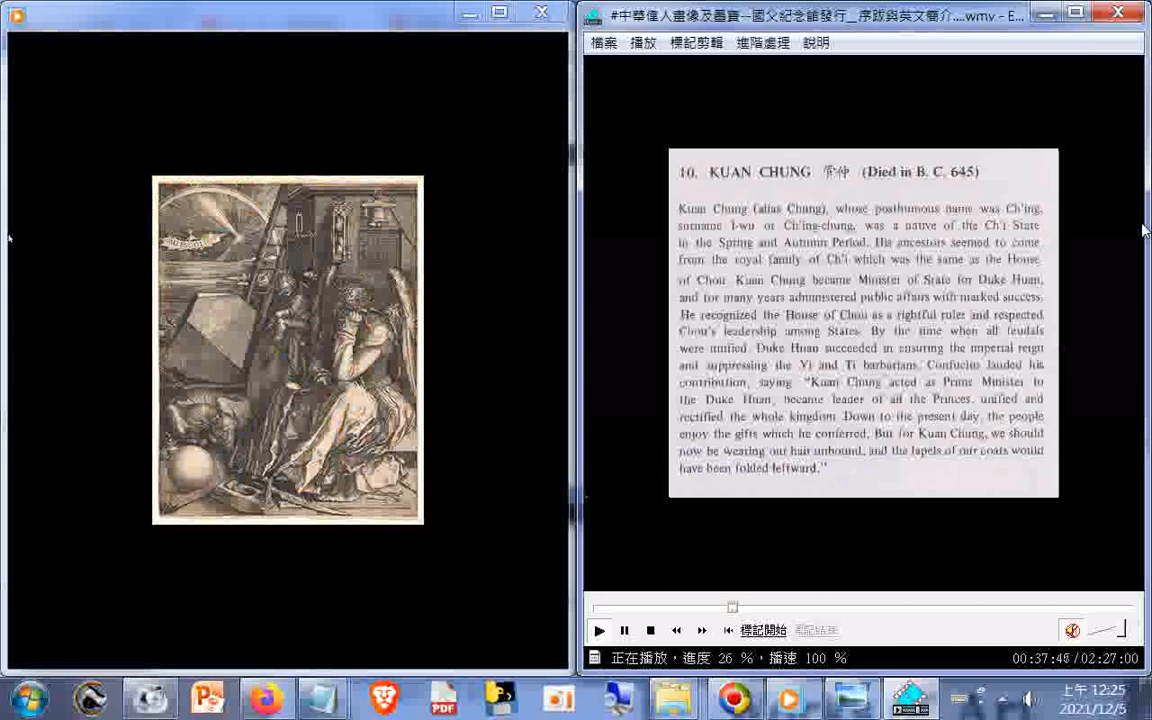 #中華偉人畫像及墨寶--國父紀念館發行__序跋與英文簡介....wmv - E...
檔案 播放 標記剪輯 進階處理 說明
10. KUAN CHUNG 管仲 (Died in B. C. 645)
Kuan Chung (alias Chung), whose posthumous name was Ch'ing,
surname I-wu or Ch'ing-chung, was a native of the Ch'i State
in the Spring and Autumn Period. His ancestors seemed to come
from the royal family of Ch'i which was the same as the House
of Chou. Kuan Chung became Minister of State for Duke Huan,
and for many years administered public affairs with marked success.
He recognized the House of Chou as a rightful ruler and respected
Chou's leadership among States. By the time when all feudals
were unified, Duke Huan succeeded in ensuring the imperial reign
and suppressing the Yi and Ti barbarians. Confucius lauded his
contribution, saying "Kuan Chung acted as Prime Minister to
the Duke Huan, became leader of all the Princes, unified and
rectified the whole kingdom. Down to the present day, the people
enjoy the gifts which he conferred. But for Kuan Chung, we should
now be wearing our hair unbound, and the lapels of our coats would
have been folded leftward."
標記開始
正在播放，進度 26 %，播速 100 %
00:37:46 / 02:27:00
PDF
上午 12:25
2021/12/5